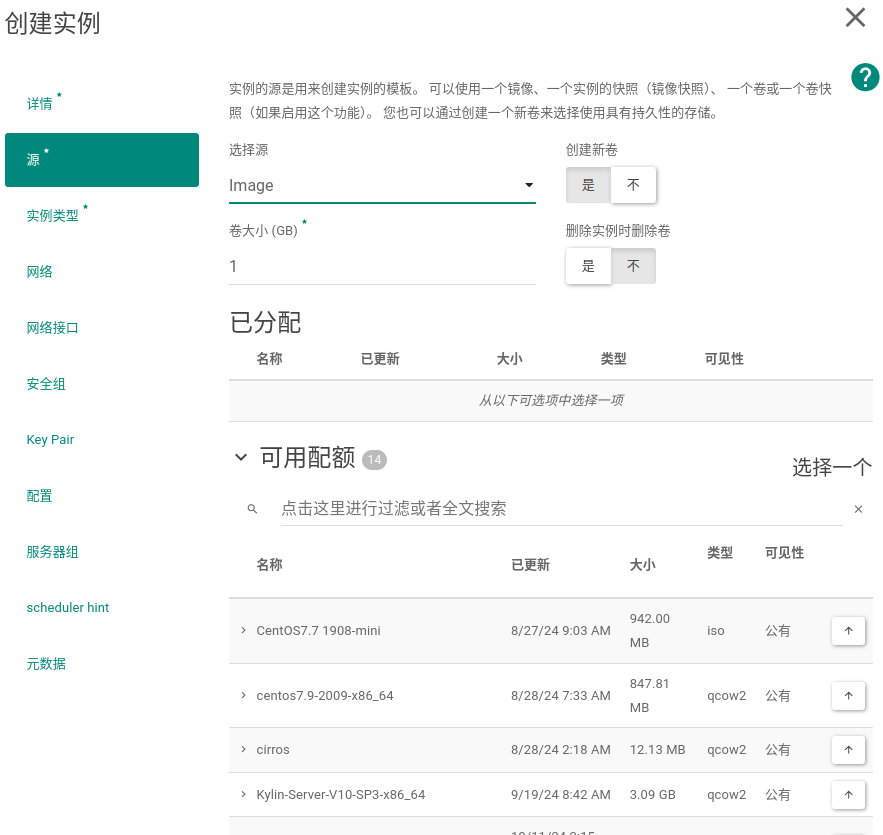 创建实例
详情 *
源 *
实例类型 *
网络
网络接口
安全组
Key Pair
配置
服务器组
scheduler hint
元数据
实例的源是用来创建实例的模板。 可以使用一个镜像、一个实例的快照（镜像快照）、 一个卷或一个卷快
照（如果启用这个功能）。 您也可以通过创建一个新卷来选择使用具有永久性的存储。
选择源
创建新卷
Image
是 不
卷大小 (GB) *
删除实例时删除卷
1
是 不
已分配
名称 已更新 大小 类型 可见性
从以下可选项中选择一项
可用配额 14
选择一个
点击这里进行过滤或者全文搜索
名称 已更新 大小 类型 可见性
CentOS7.7 1908-mini 8/27/24 9:03 AM 942.00 MB iso 公有
centos7.9-2009-x86_64 8/28/24 7:33 AM 847.81 MB qcow2 公有
cirros 8/28/24 2:18 AM 12.13 MB qcow2 公有
Kylin-Server-V10-SP3-x86_64 9/19/24 8:42 AM 3.09 GB qcow2 公有